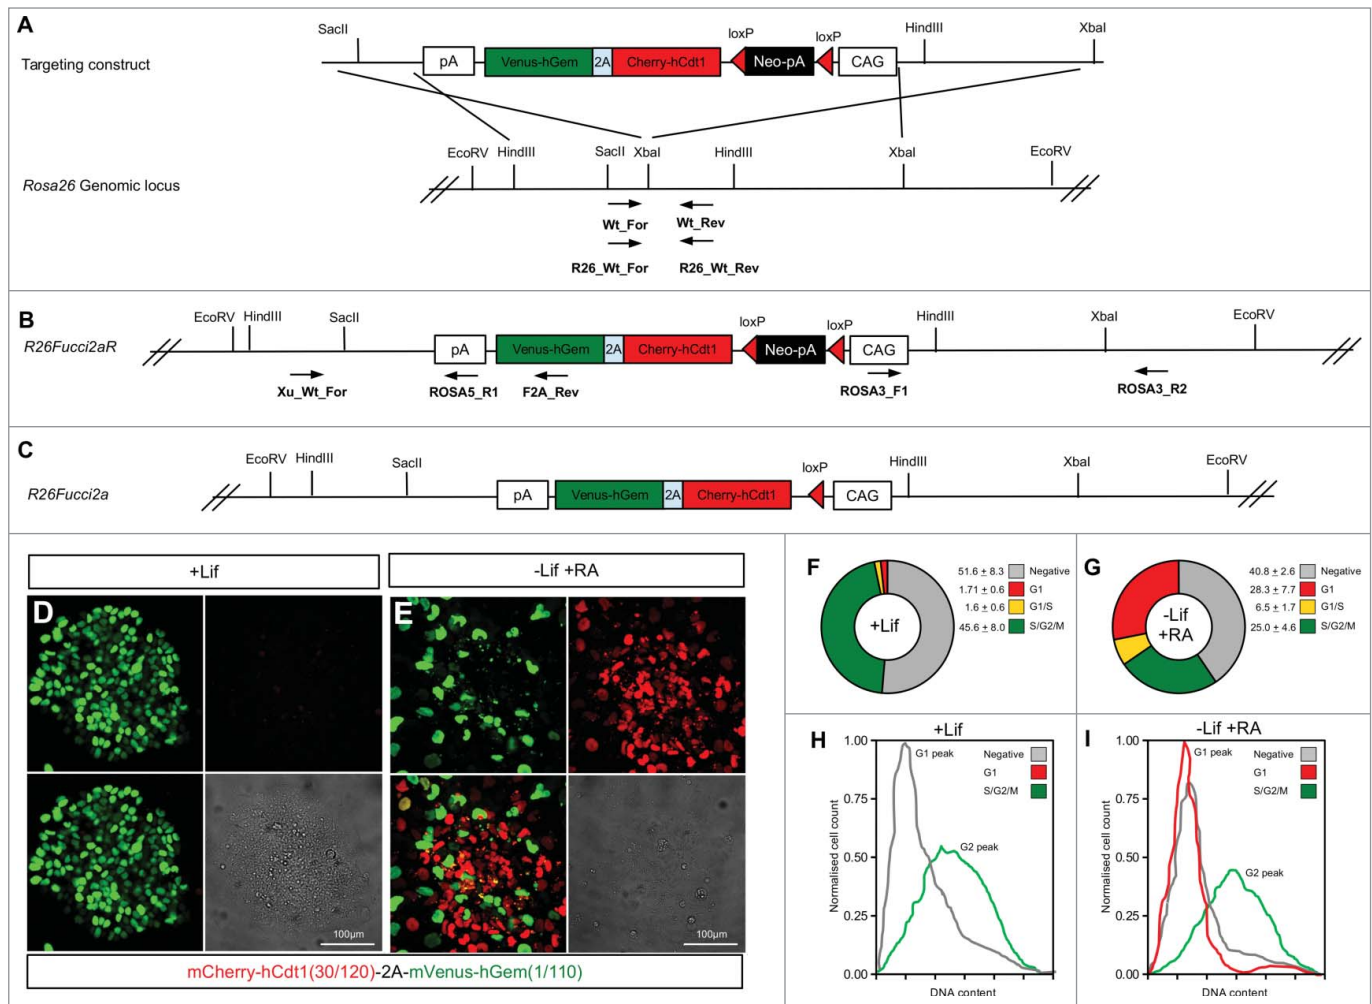 A
Targeting construct
SacII
pA
Venus-hGem
2A
Cherry-hCdt1
loxP
Neo-pA
loxP
CAG
HindIII
XbaI
Rosa26 Genomic locus
EcoRV
HindIII
SacII
XbaI
HindIII
XbaI
EcoRV
Wt_For
Wt_Rev
R26_Wt_For
R26_Wt_Rev
B
R26Fucci2aR
EcoRV
HindIII
SacII
pA
Venus-hGem
2A
Cherry-hCdt1
loxP
Neo-pA
loxP
CAG
HindIII
XbaI
EcoRV
Xu_Wt_For
ROSA5_R1
F2A_Rev
ROSA3_F1
ROSA3_R2
C
R26Fucci2a
EcoRV
HindIII
SacII
pA
Venus-hGem
2A
Cherry-hCdt1
loxP
CAG
HindIII
XbaI
EcoRV
+Lif
-Lif +RA
D
100µm
E
100µm
mCherry-hCdt1(30/120)-2A-mVenus-hGem(1/110)
F
+Lif
51.6 ± 8.3 Negative
1.71 ± 0.6 G1
1.6 ± 0.6 G1/S
45.6 ± 8.0 S/G2/M
G
-Lif
+RA
40.8 ± 2.6 Negative
28.3 ± 7.7 G1
6.5 ± 1.7 G1/S
25.0 ± 4.6 S/G2/M
H
+Lif
1.00
0.75
0.50
0.25
0.00
Normalised cell count
G1 peak
G2 peak
Negative
G1
S/G2/M
DNA content
I
-Lif +RA
1.00
0.75
0.50
0.25
0.00
Normalised cell count
G1 peak
G2 peak
Negative
G1
S/G2/M
DNA content